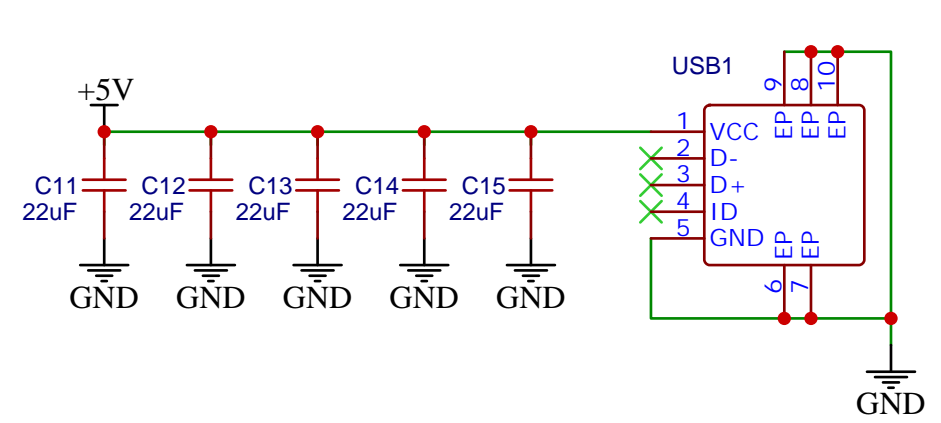 USB1
+5V
9 8 10
EP EP EP
1 VCC
2 D-
3 D+
4 ID
5 GND
EP EP
6 7
C11 C12 C13 C14 C15
22uF 22uF 22uF 22uF 22uF
GND GND GND GND GND
GND